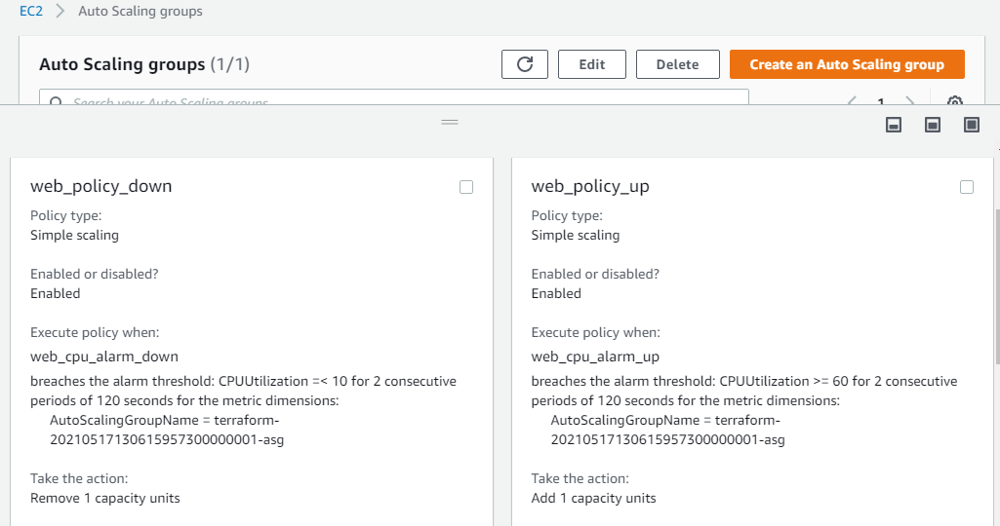 EC2 > Auto Scaling groups
Auto Scaling groups (1/1)
Edit
Delete
Create an Auto Scaling group
Search your Auto Scaling groups
1
web_policy_down
Policy type:
Simple scaling
Enabled or disabled?
Enabled
Execute policy when:
web_cpu_alarm_down
breaches the alarm threshold: CPUUtilization =< 10 for 2 consecutive
periods of 120 seconds for the metric dimensions:
AutoScalingGroupName = terraform-
20210517130615957300000001-asg
Take the action:
Remove 1 capacity units
web_policy_up
Policy type:
Simple scaling
Enabled or disabled?
Enabled
Execute policy when:
web_cpu_alarm_up
breaches the alarm threshold: CPUUtilization >= 60 for 2 consecutive
periods of 120 seconds for the metric dimensions:
AutoScalingGroupName = terraform-
20210517130615957300000001-asg
Take the action:
Add 1 capacity units